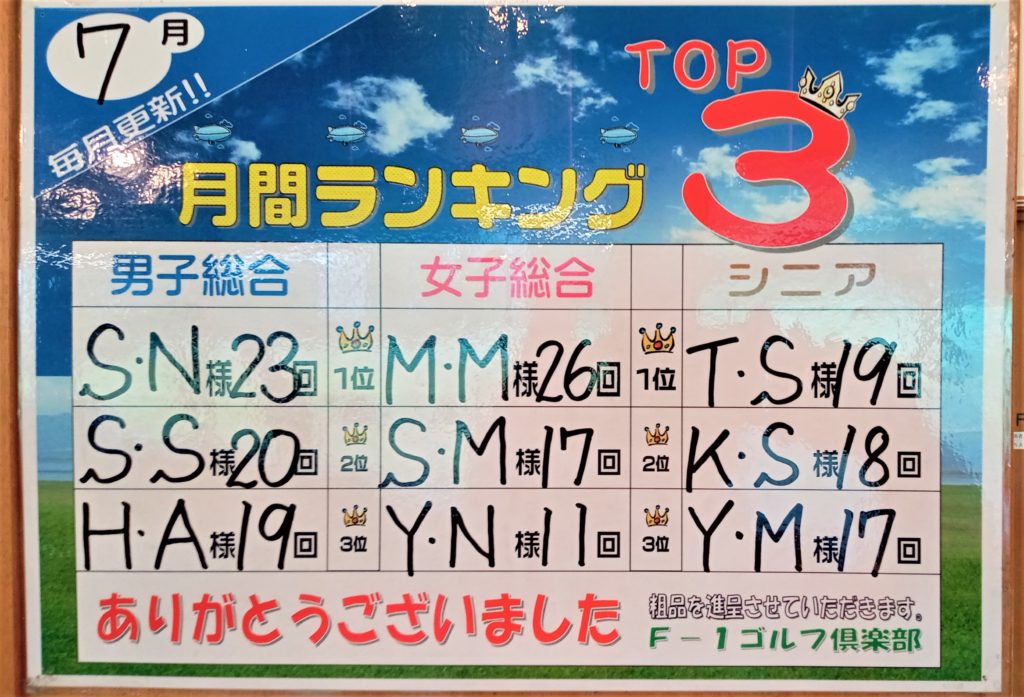 7月
毎月更新!!
TOP
3
月間ランキング
男子総合 女子総合 シニア
S・N様23回 1位 M・M様26回 1位 T・S様19回
S・S様20回 2位 S・M17回 2位 K・S様18回
H・A様19回 3位 Y・N様11回 3位 Y・M様17回
ありがとうございました
粗品を進呈させていただきます。
F-1ゴルフ倶楽部